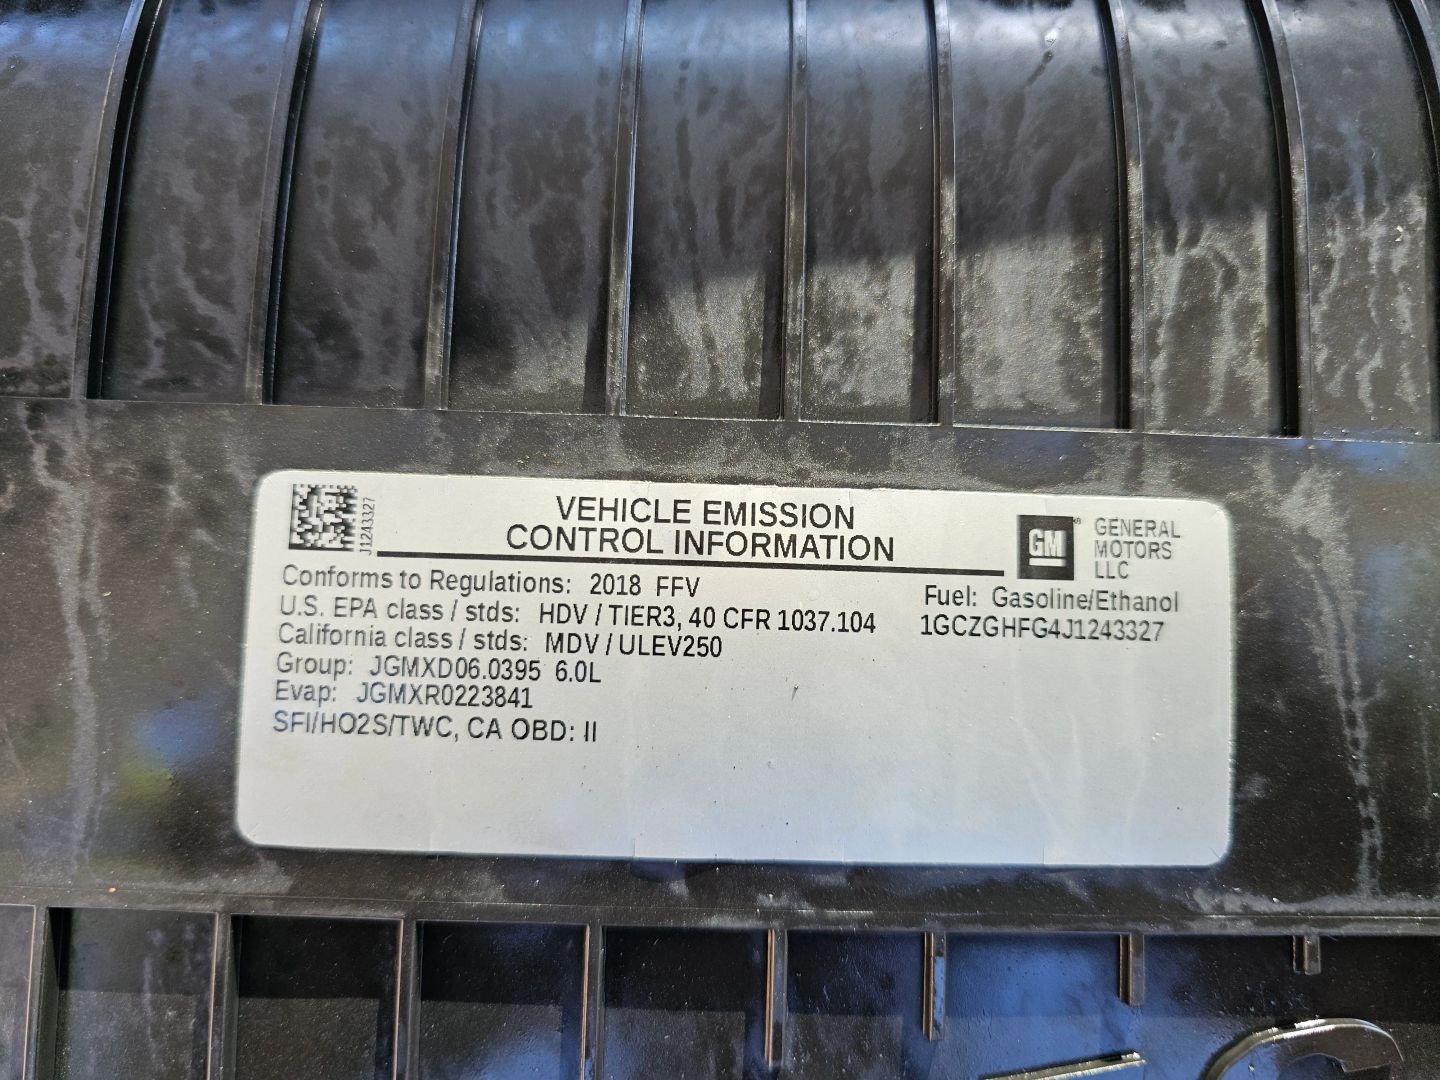 J1243327
VEHICLE EMISSION
CONTROL INFORMATION
GM®
GENERAL
MOTORS
LLC
Conforms to Regulations: 2018 FFV
U.S. EPA class / stds: HDV / TIER3, 40 CFR 1037.104
California class / stds: MDV / ULEV250
Group: JGMXD06.0395 6.0L
Evap: JGMXR0223841
SFI/HO2S/TWC, CA OBD: II
Fuel: Gasoline/Ethanol
1GCZGHFG4J1243327